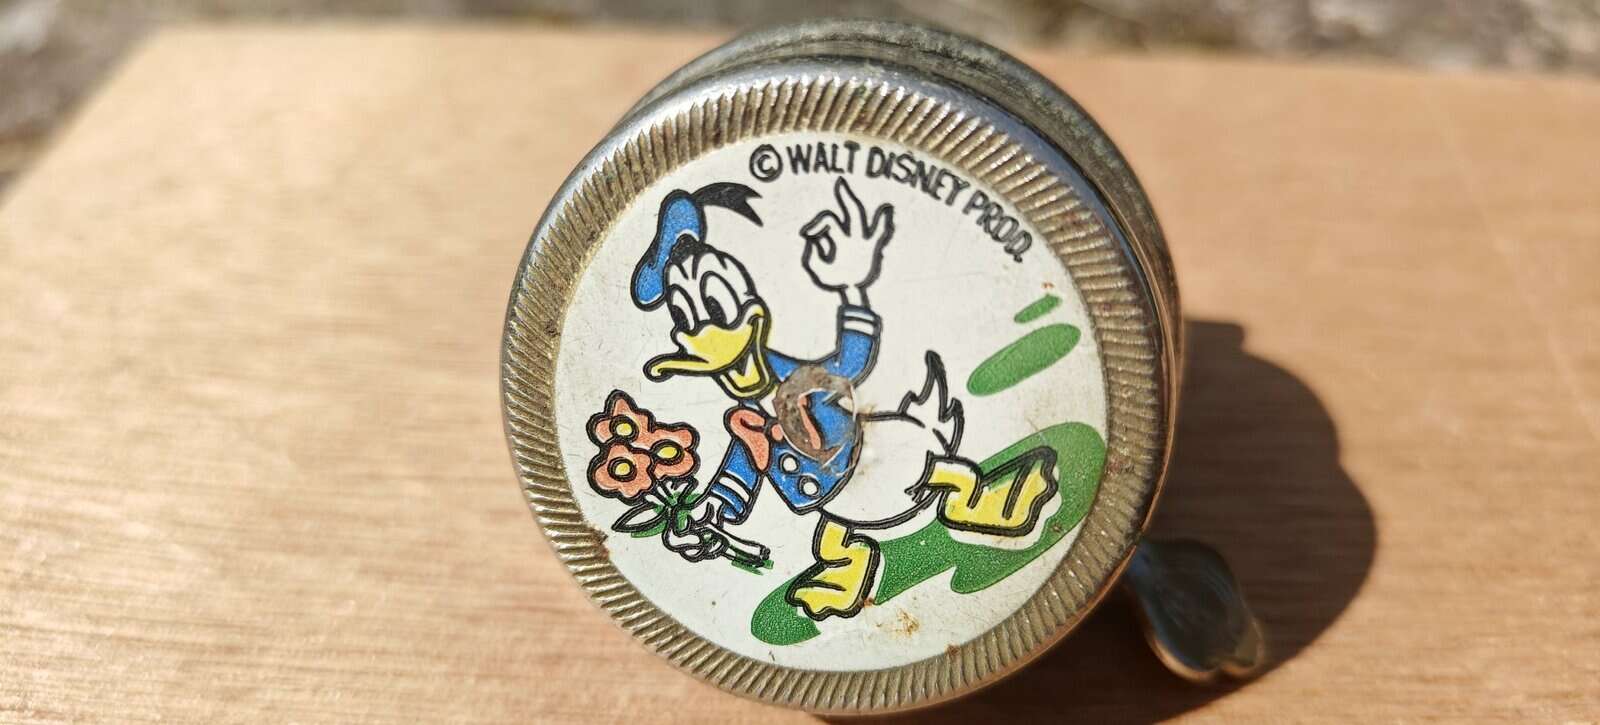 © WALT DISNEY PROD.